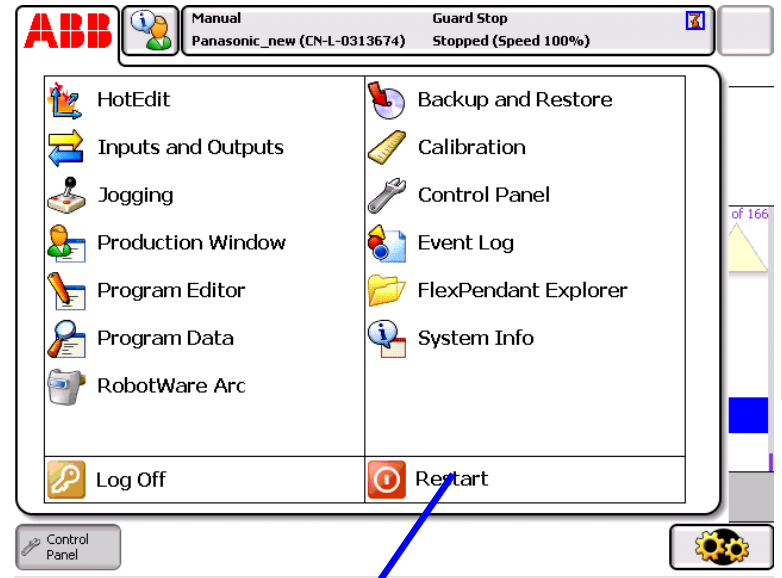 ABB
Manual
Guard Stop
Panasonic_new (CN-L-0313674)
Stopped (Speed 100%)
HotEdit
Backup and Restore
Inputs and Outputs
Calibration
Jogging
Control Panel
Production Window
Event Log
Program Editor
FlexPendant Explorer
Program Data
System Info
RobotWare Arc
Log Off
Restart
of 166
Control
Panel